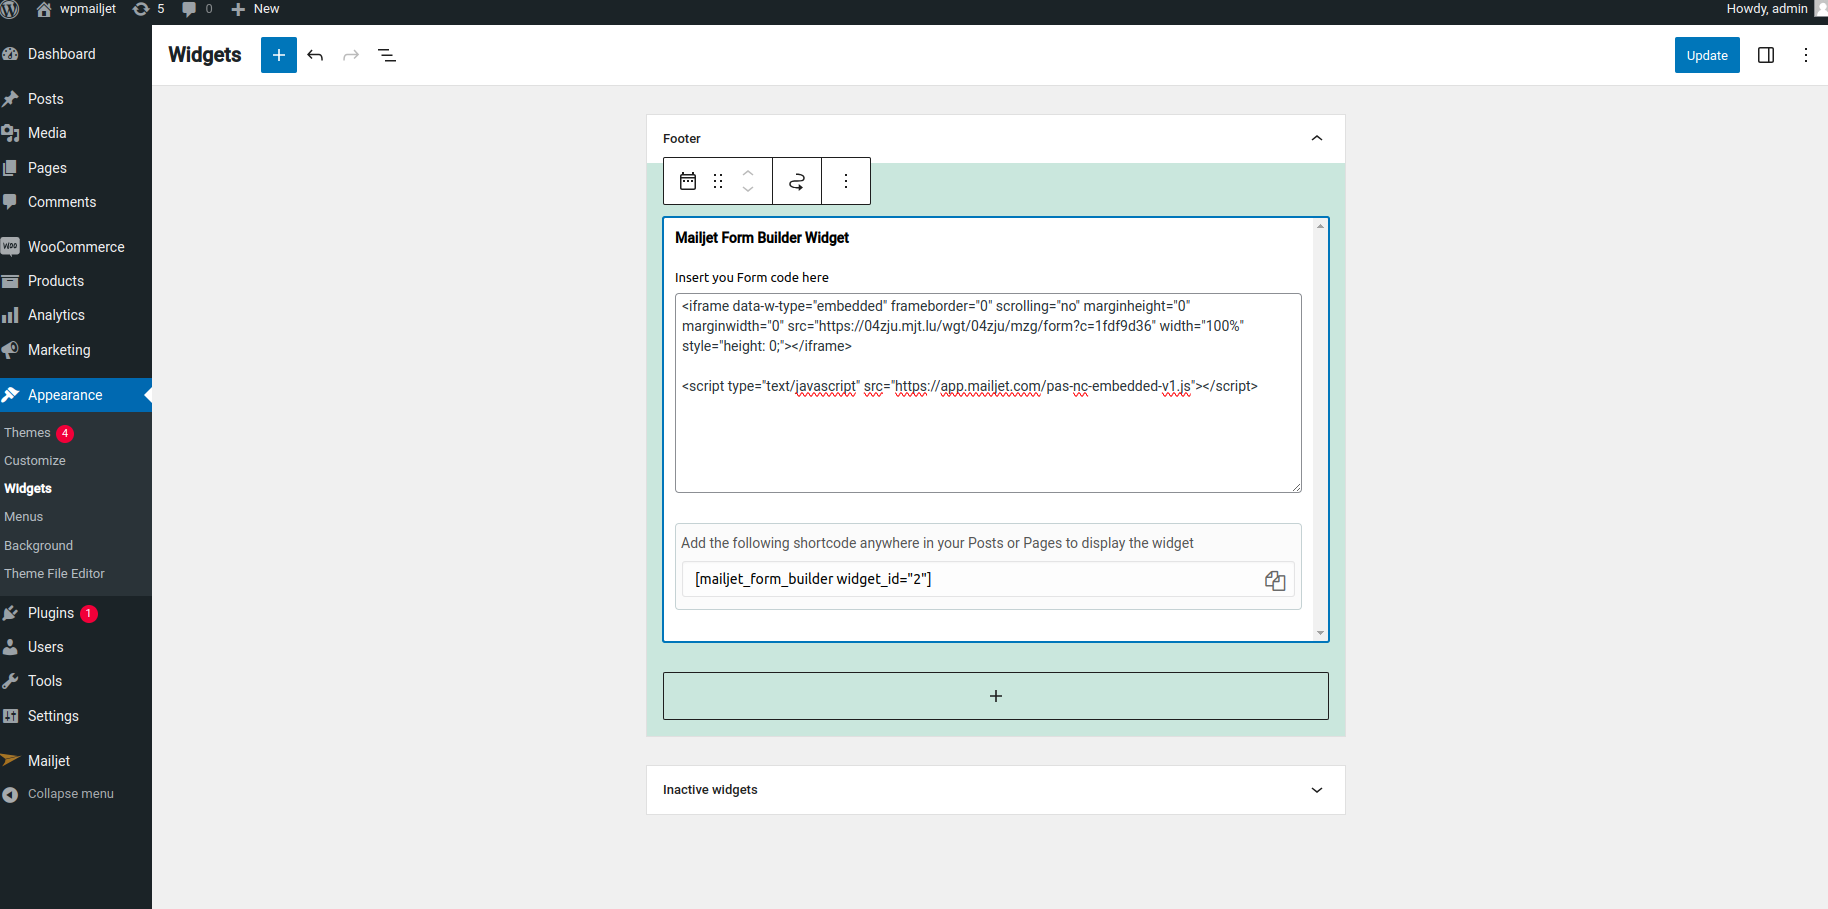 wpmailjet 5 0 New Howdy, admin
Dashboard
Posts
Media
Pages
Comments
WooCommerce
Products
Analytics
Marketing
Appearance
Themes 4
Customize
Widgets
Menus
Background
Theme File Editor
Plugins 1
Users
Tools
Settings
Mailjet
Collapse menu
Widgets Update
Footer
Mailjet Form Builder Widget
Insert you Form code here
<iframe data-w-type="embedded" frameborder="0" scrolling="no" marginheight="0"
marginwidth="0" src="https://04zju.mjt.lu/wgt/04zju/mzg/form?c=1fdf9d36" width="100%"
style="height: 0;"></iframe>
<script type="text/javascript" src="https://app.mailjet.com/pas-nc-embedded-v1.js"></script>
Add the following shortcode anywhere in your Posts or Pages to display the widget
[mailjet_form_builder widget_id="2"]
Inactive widgets